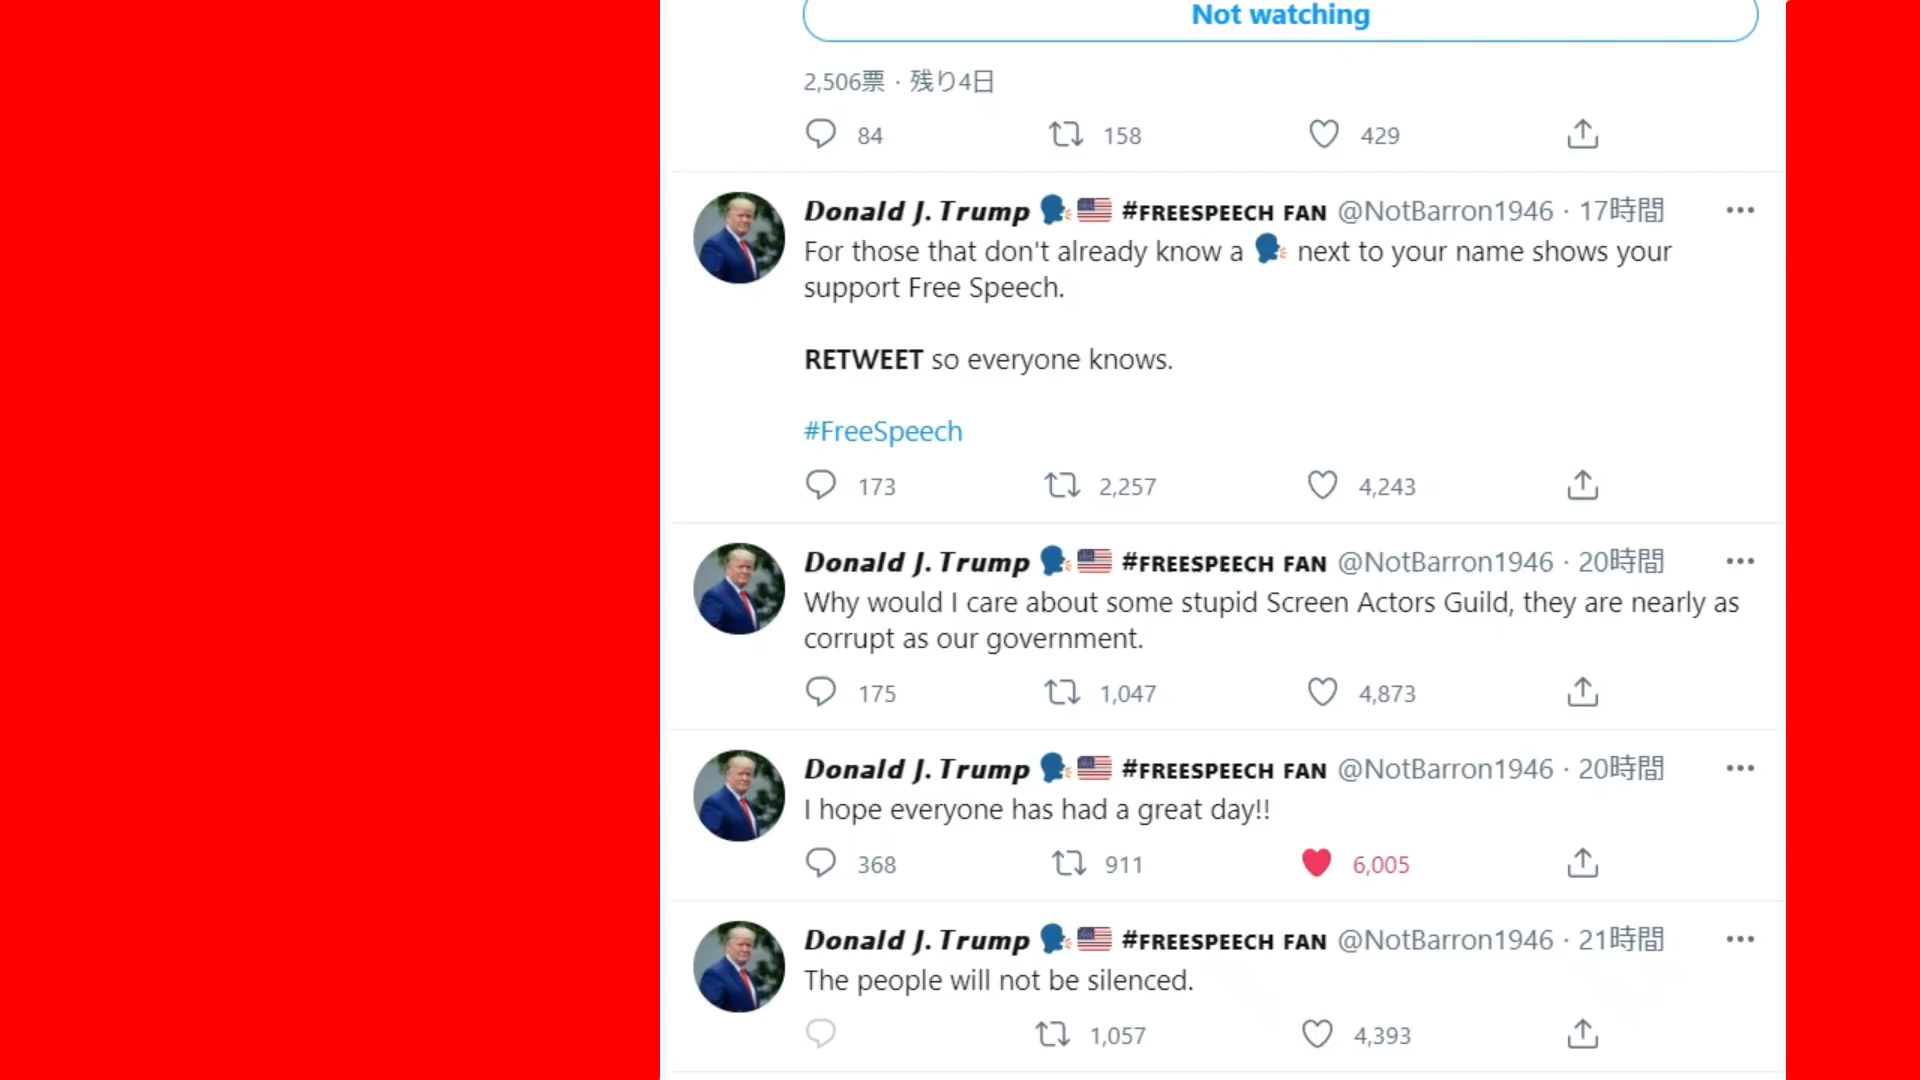 Not watching
2,506票 · 残り4日
84 158 429
Donald J. Trump 🗣️🇺🇸 #FREESPEECH FAN @NotBarron1946 · 17時間
For those that don't already know a 🗣️ next to your name shows your
support Free Speech.
RETWEET so everyone knows.
#FreeSpeech
173 2,257 4,243
Donald J. Trump 🗣️🇺🇸 #FREESPEECH FAN @NotBarron1946 · 20時間
Why would I care about some stupid Screen Actors Guild, they are nearly as
corrupt as our government.
175 1,047 4,873
Donald J. Trump 🗣️🇺🇸 #FREESPEECH FAN @NotBarron1946 · 20時間
I hope everyone has had a great day!!
368 911 6,005
Donald J. Trump 🗣️🇺🇸 #FREESPEECH FAN @NotBarron1946 · 21時間
The people will not be silenced.
1,057 4,393